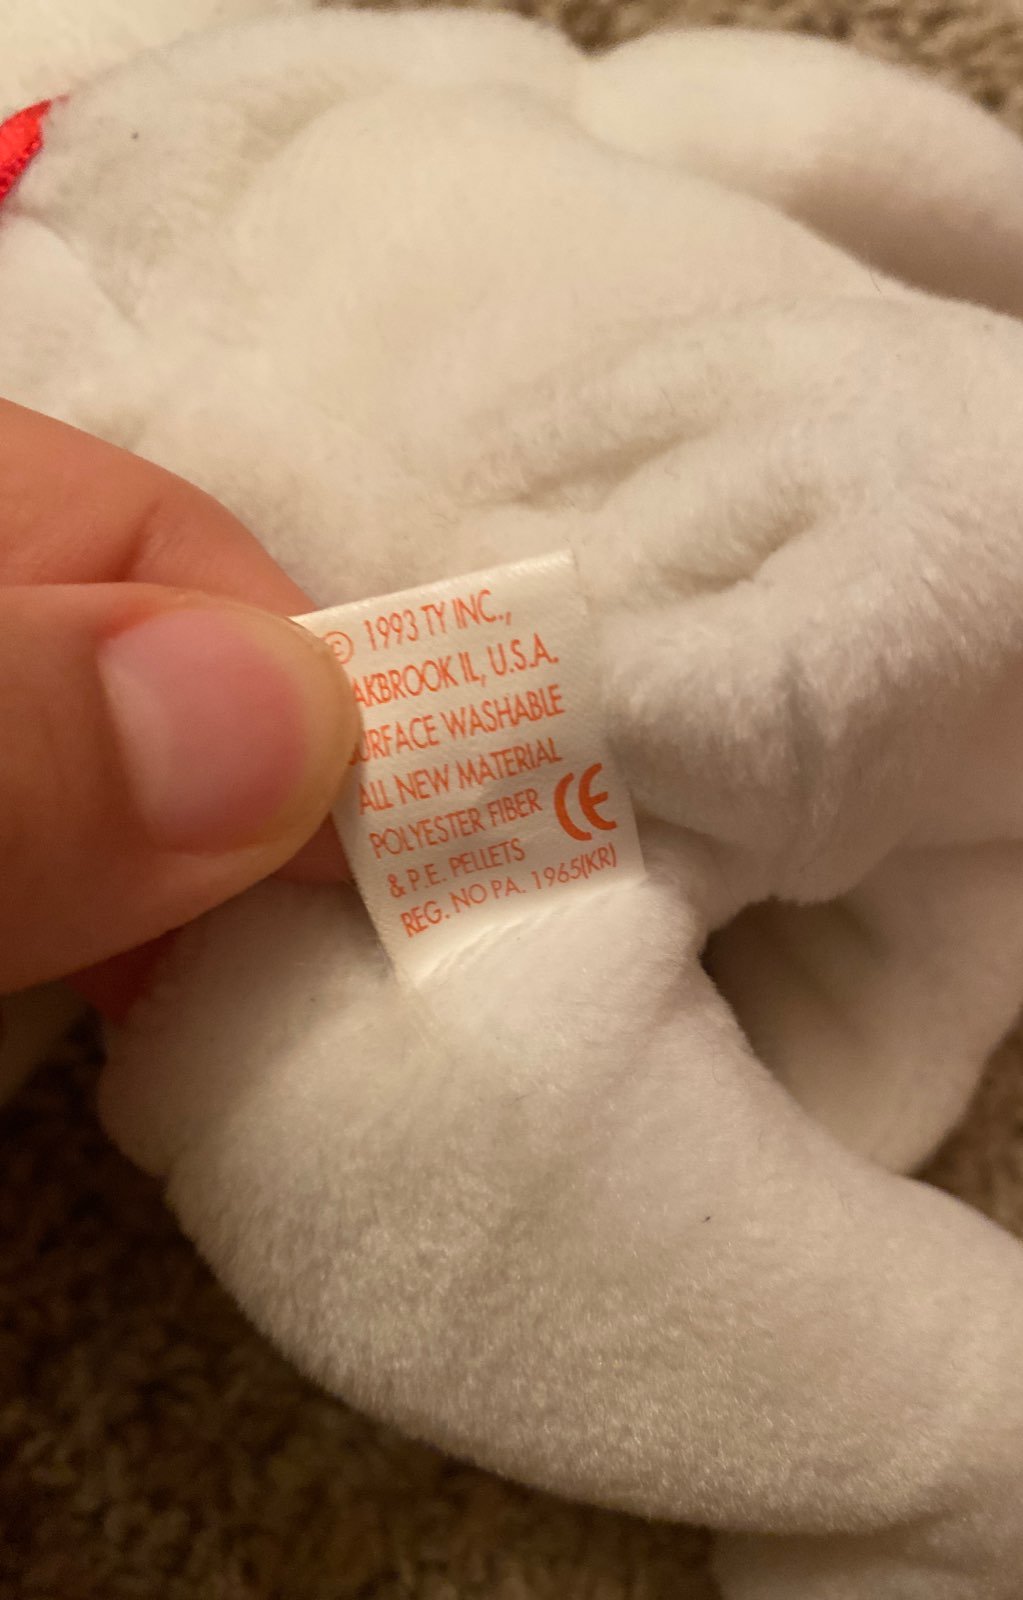 © 1993 TY INC.,
AKBROOK IL, U.S.A.
URFACE WASHABLE
ALL NEW MATERIAL
POLYESTER FIBER
& P.E. PELLETS CE
REG. NO PA. 1965(KR)